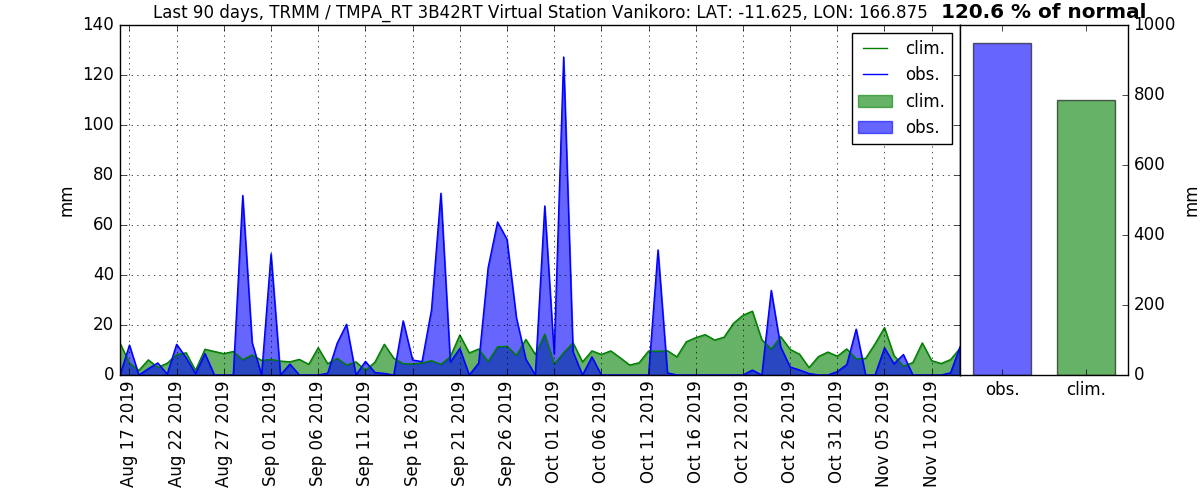 Last 90 days, TRMM / TMPA_RT 3B42RT Virtual Station Vanikoro: LAT: -11.625, LON: 166.875 120.6 % of normal
mm
140
120
100
80
60
40
20
0
clim.
obs.
clim.
obs.
Aug 17 2019
Aug 22 2019
Aug 27 2019
Sep 01 2019
Sep 06 2019
Sep 11 2019
Sep 16 2019
Sep 21 2019
Sep 26 2019
Oct 01 2019
Oct 06 2019
Oct 11 2019
Oct 16 2019
Oct 21 2019
Oct 26 2019
Oct 31 2019
Nov 05 2019
Nov 10 2019
1000
800
600
400
200
0
mm
obs.
clim.